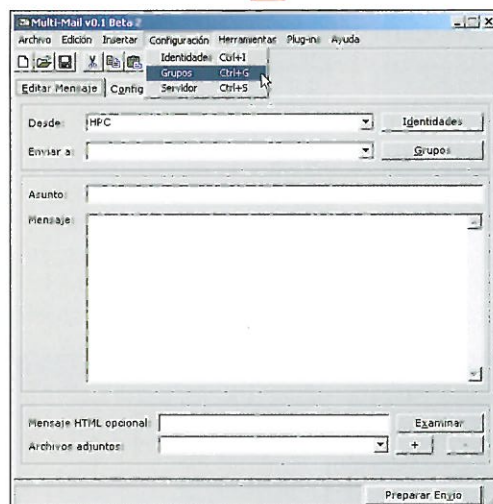 Multi-Mail v0.1 Beta 2
Archivo Edición Insertar Configuración Herramientas Plug-ins Ayuda
Identidades Ctrl+I
Grupos Ctrl+G
Servidor Ctrl+S
Editar Mensaje Config
Desde: HPC Identidades
Enviar a: Grupos
Asunto:
Mensaje:
Mensaje HTML opcional: Examinar
Archivos adjuntos: + -
Preparar Envío